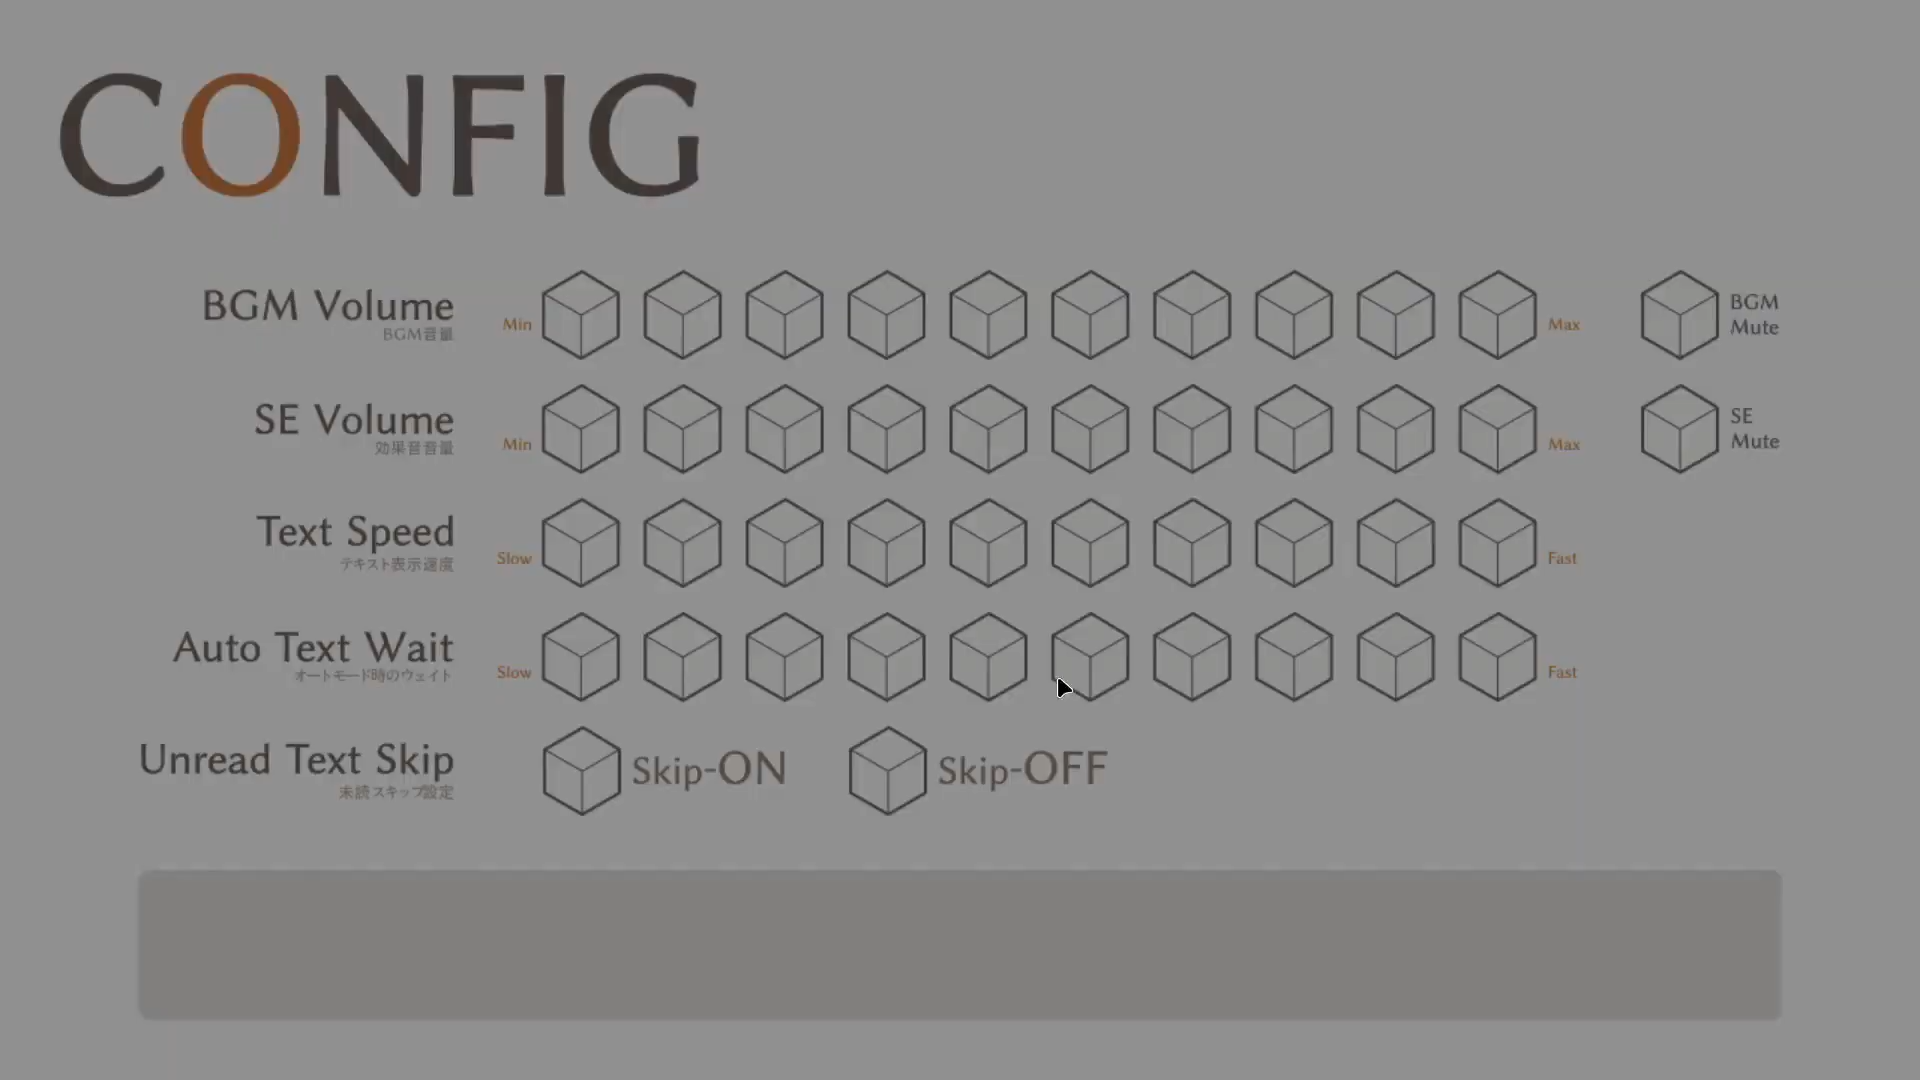 CONFIG
BGM Volume
BGM音量
Min
Max
BGM
Mute
SE Volume
効果音音量
Min
Max
SE
Mute
Text Speed
テキスト表示速度
Slow
Fast
Auto Text Wait
オートモード時のウェイト
Slow
Fast
Unread Text Skip
未読スキップ設定
Skip-ON
Skip-OFF